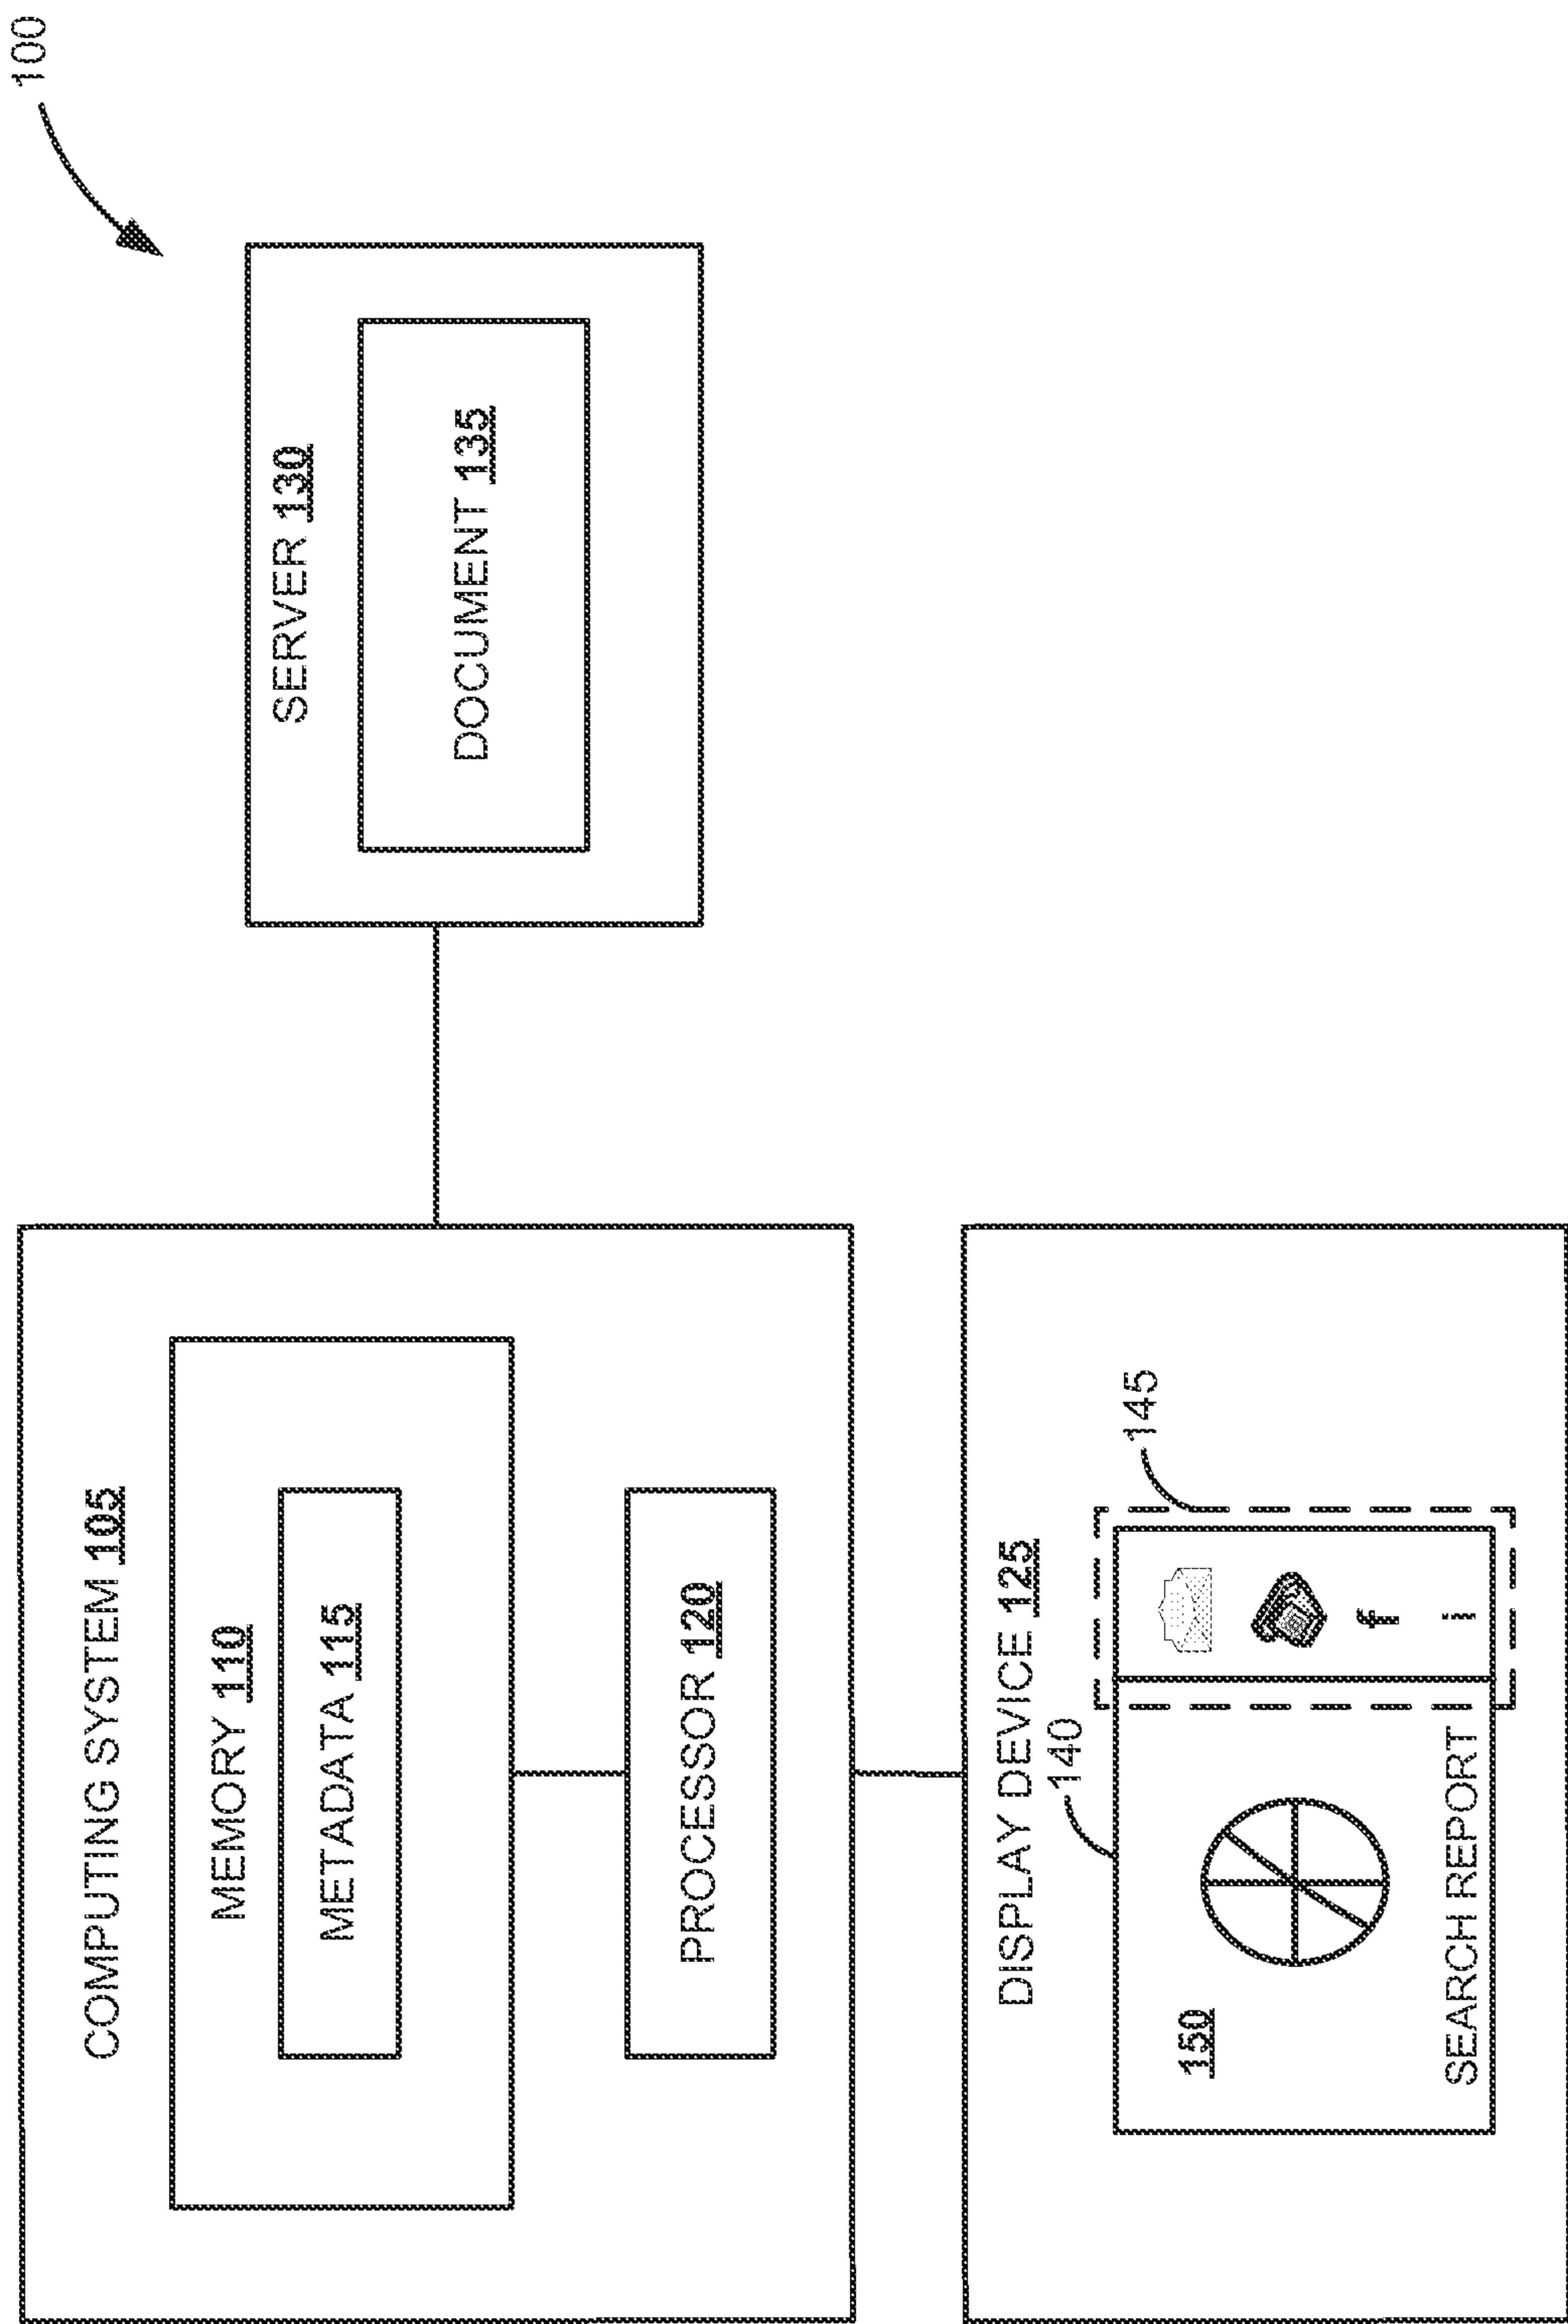 100
COMPUTING SYSTEM 105
MEMORY 110
METADATA 115
PROCESSOR 120
SERVER 130
DOCUMENT 135
DISPLAY DEVICE 125
140
145
150
SEARCH REPORT
f
i